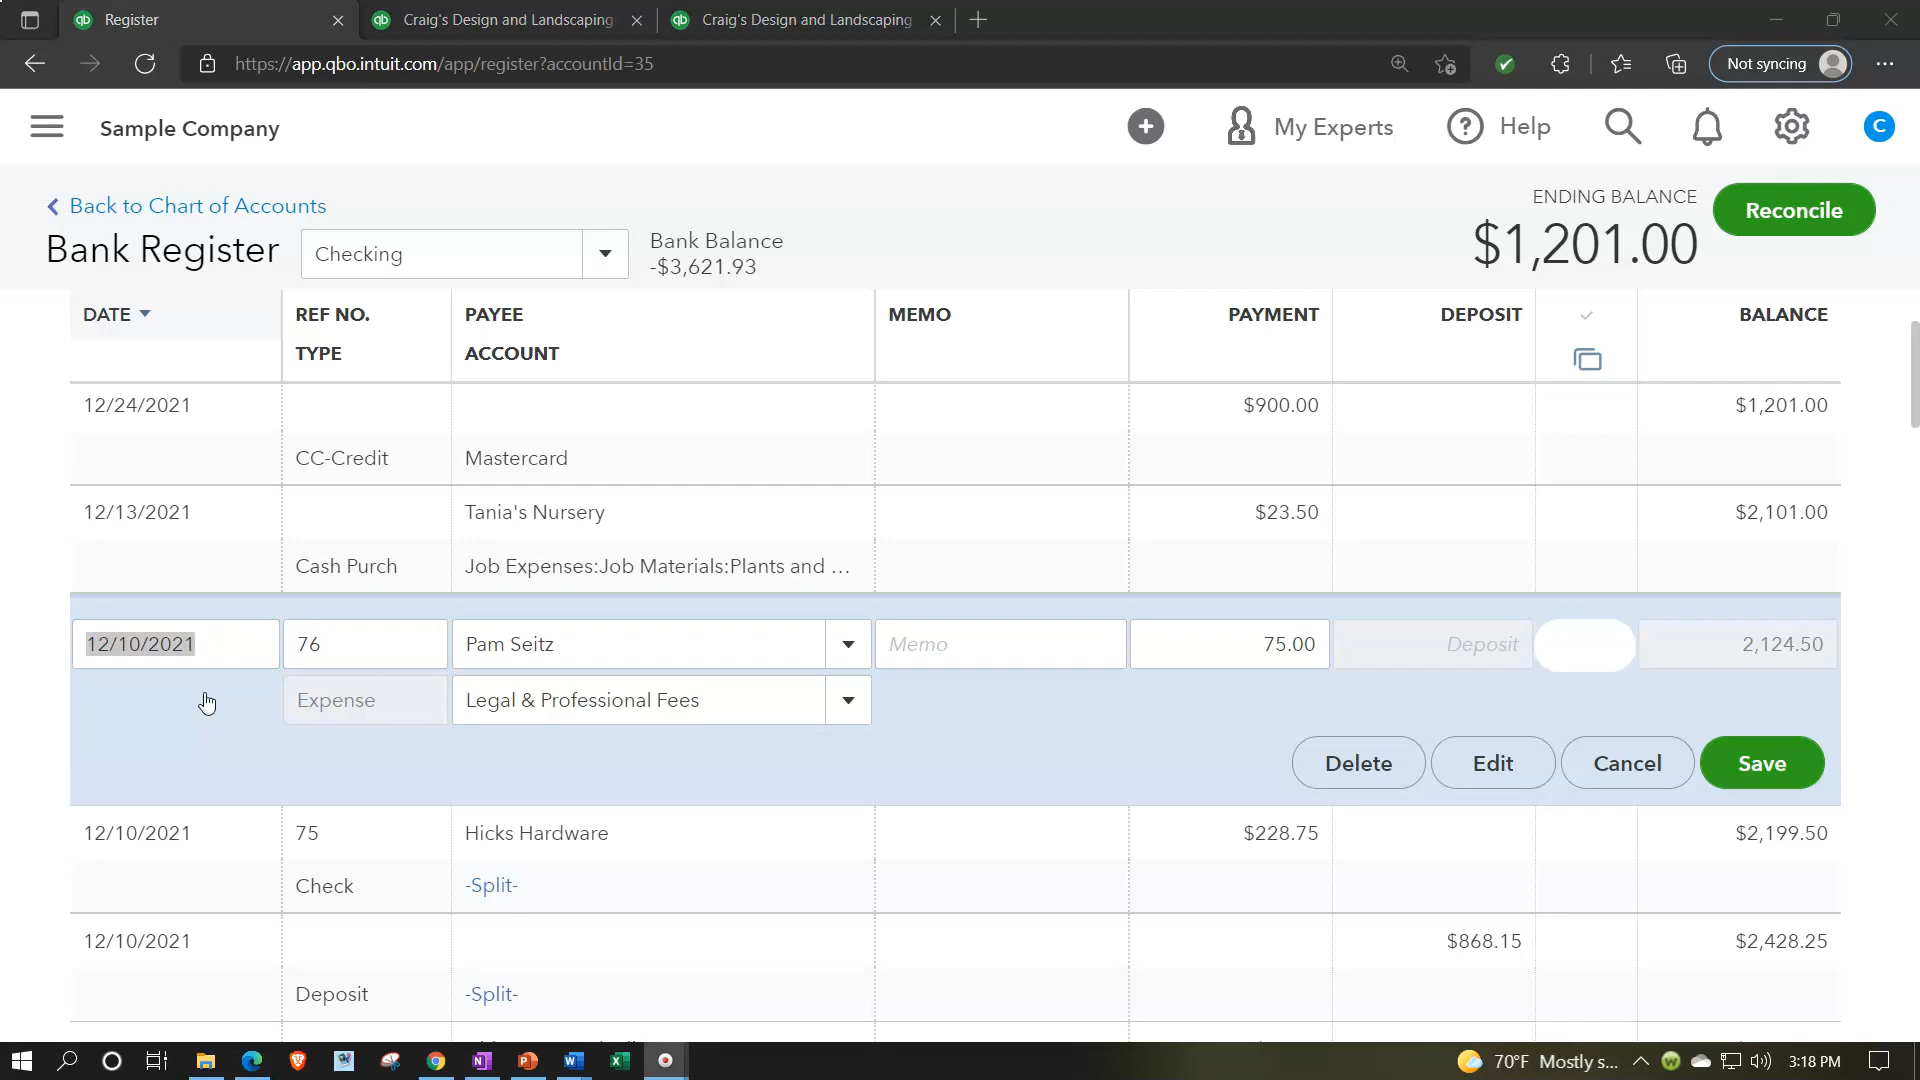 Register
Craig's Design and Landscaping
Craig's Design and Landscaping
https://app.qbo.intuit.com/app/register?accountId=35
Not syncing
Sample Company
My Experts
Help
C
Back to Chart of Accounts
Bank Register
Checking
Bank Balance
-$3,621.93
ENDING BALANCE
$1,201.00
Reconcile
DATE REF NO. PAYEE MEMO PAYMENT DEPOSIT BALANCE
TYPE ACCOUNT
12/24/2021 $900.00 $1,201.00
CC-Credit Mastercard
12/13/2021 Tania's Nursery $23.50 $2,101.00
Cash Purch Job Expenses:Job Materials:Plants and ...
12/10/2021 76 Pam Seitz Memo 75.00 Deposit 2,124.50
Expense Legal & Professional Fees
Delete Edit Cancel Save
12/10/2021 75 Hicks Hardware $228.75 $2,199.50
Check -Split-
12/10/2021 $868.15 $2,428.25
Deposit -Split-
70°F Mostly s... 3:18 PM